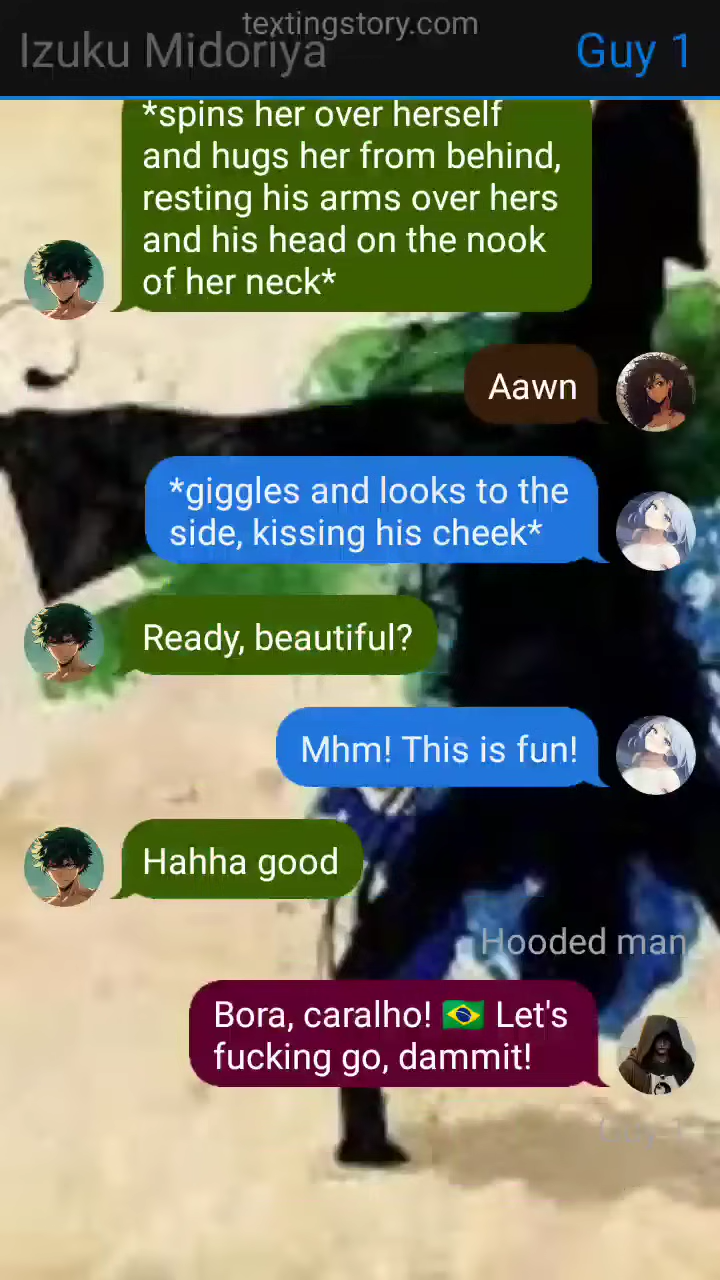 textingstory.com
Izuku Midoriya
Guy 1
*spins her over herself
and hugs her from behind,
resting his arms over hers
and his head on the nook
of her neck*
Aawn
*giggles and looks to the
side, kissing his cheek*
Ready, beautiful?
Mhm! This is fun!
Hahha good
Hooded man
Bora, caralho! 🇧🇷 Let's
fucking go, dammit!